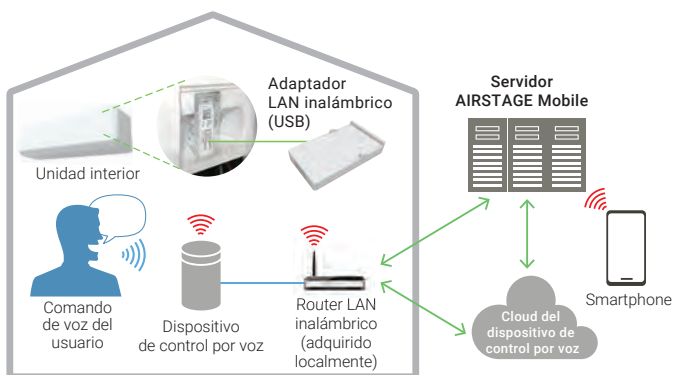 Adaptador
LAN inalámbrico
(USB)
Servidor
AIRSTAGE Mobile
Unidad interior
Comando
de voz del
usuario
Dispositivo
de control por voz
Router LAN
inalámbrico
(adquirido
localmente)
Cloud del
dispositivo de
control por voz
Smartphone